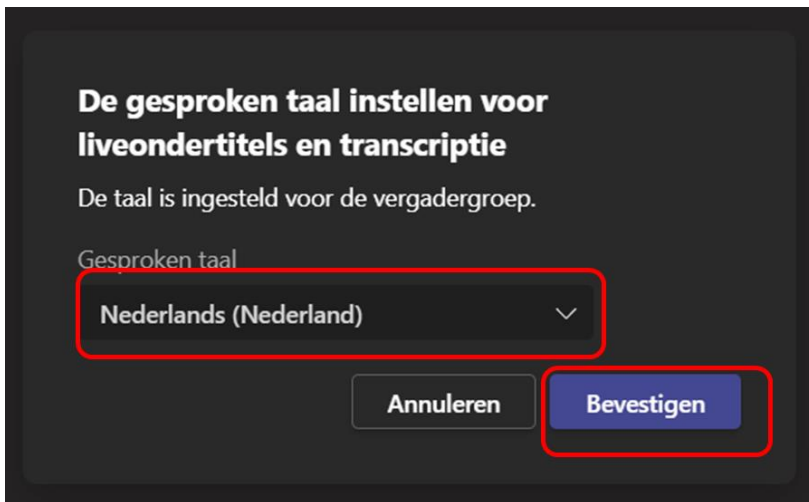 De gesproken taal instellen voor
liveondertitels en transcriptie
De taal is ingesteld voor de vergadergroep.
Gesproken taal
Nederlands (Nederland)
Annuleren
Bevestigen